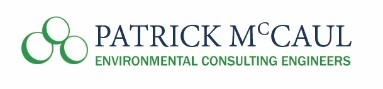 PATRICK McCAUL
ENVIRONMENTAL CONSULTING ENGINEERS